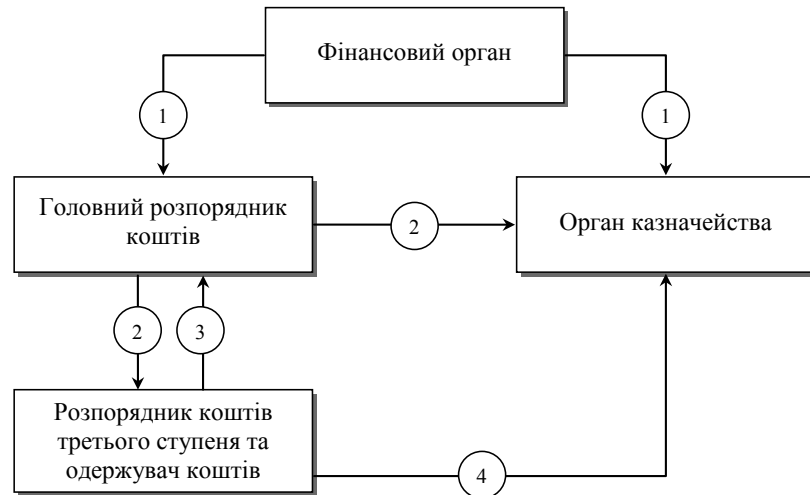 Фінансовий орган
1
1
Головний розпорядник
коштів
2
Орган казначейства
2
3
Розпорядник коштів
третього ступеня та
одержувач коштів
4